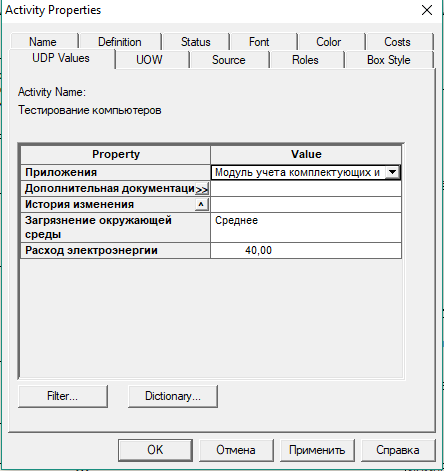 Activity Properties
Name Definition Status Font Color Costs
UDP Values UOW Source Roles Box Style
Activity Name:
Тестирование компьютеров
Property Value
Приложения Модуль учета комплектующих и
Дополнительная документаци >>
История изменения ^
Загрязнение окружающей Среднее
среды
Расход электроэнергии 40,00
Filter... Dictionary...
OK Отмена Применить Справка